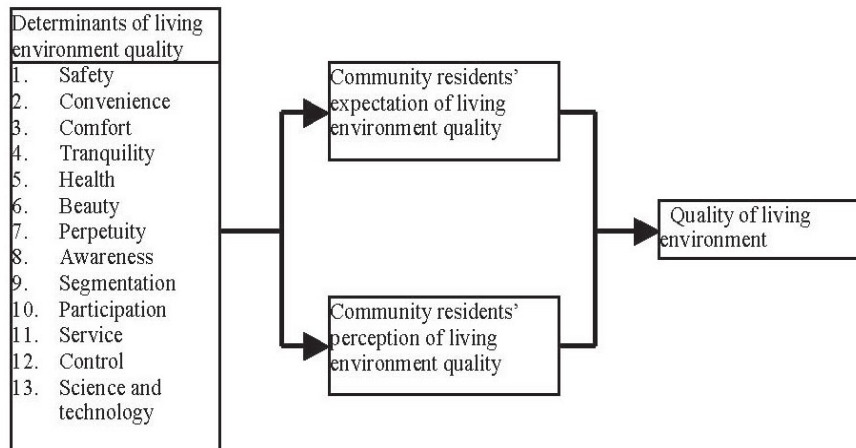 Determinants of living
environment quality
1. Safety
2. Convenience
3. Comfort
4. Tranquility
5. Health
6. Beauty
7. Perpetuity
8. Awareness
9. Segmentation
10. Participation
11. Service
12. Control
13. Science and
technology
Community residents’
expectation of living
environment quality
Community residents’
perception of living
environment quality
Quality of living
environment